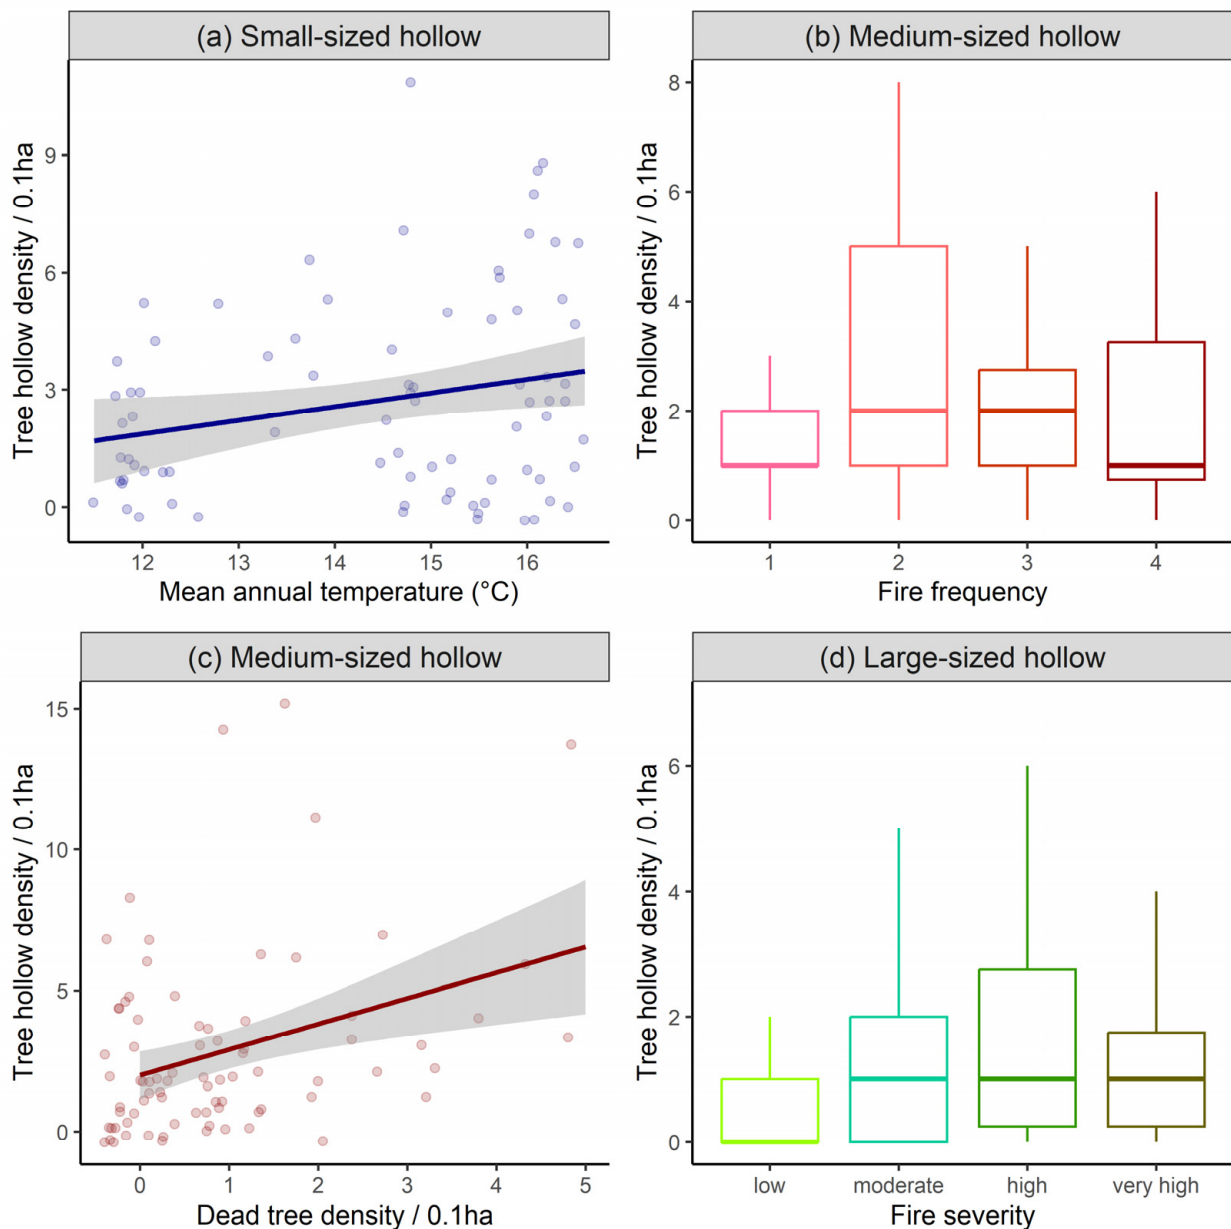 (a) Small-sized hollow
Tree hollow density / 0.1ha
9
6
3
0
12 13 14 15 16
Mean annual temperature (°C)
(b) Medium-sized hollow
Tree hollow density / 0.1ha
8
6
4
2
0
1 2 3 4
Fire frequency
(c) Medium-sized hollow
Tree hollow density / 0.1ha
15
10
5
0
0 1 2 3 4 5
Dead tree density / 0.1ha
(d) Large-sized hollow
Tree hollow density / 0.1ha
6
4
2
0
low moderate high very high
Fire severity